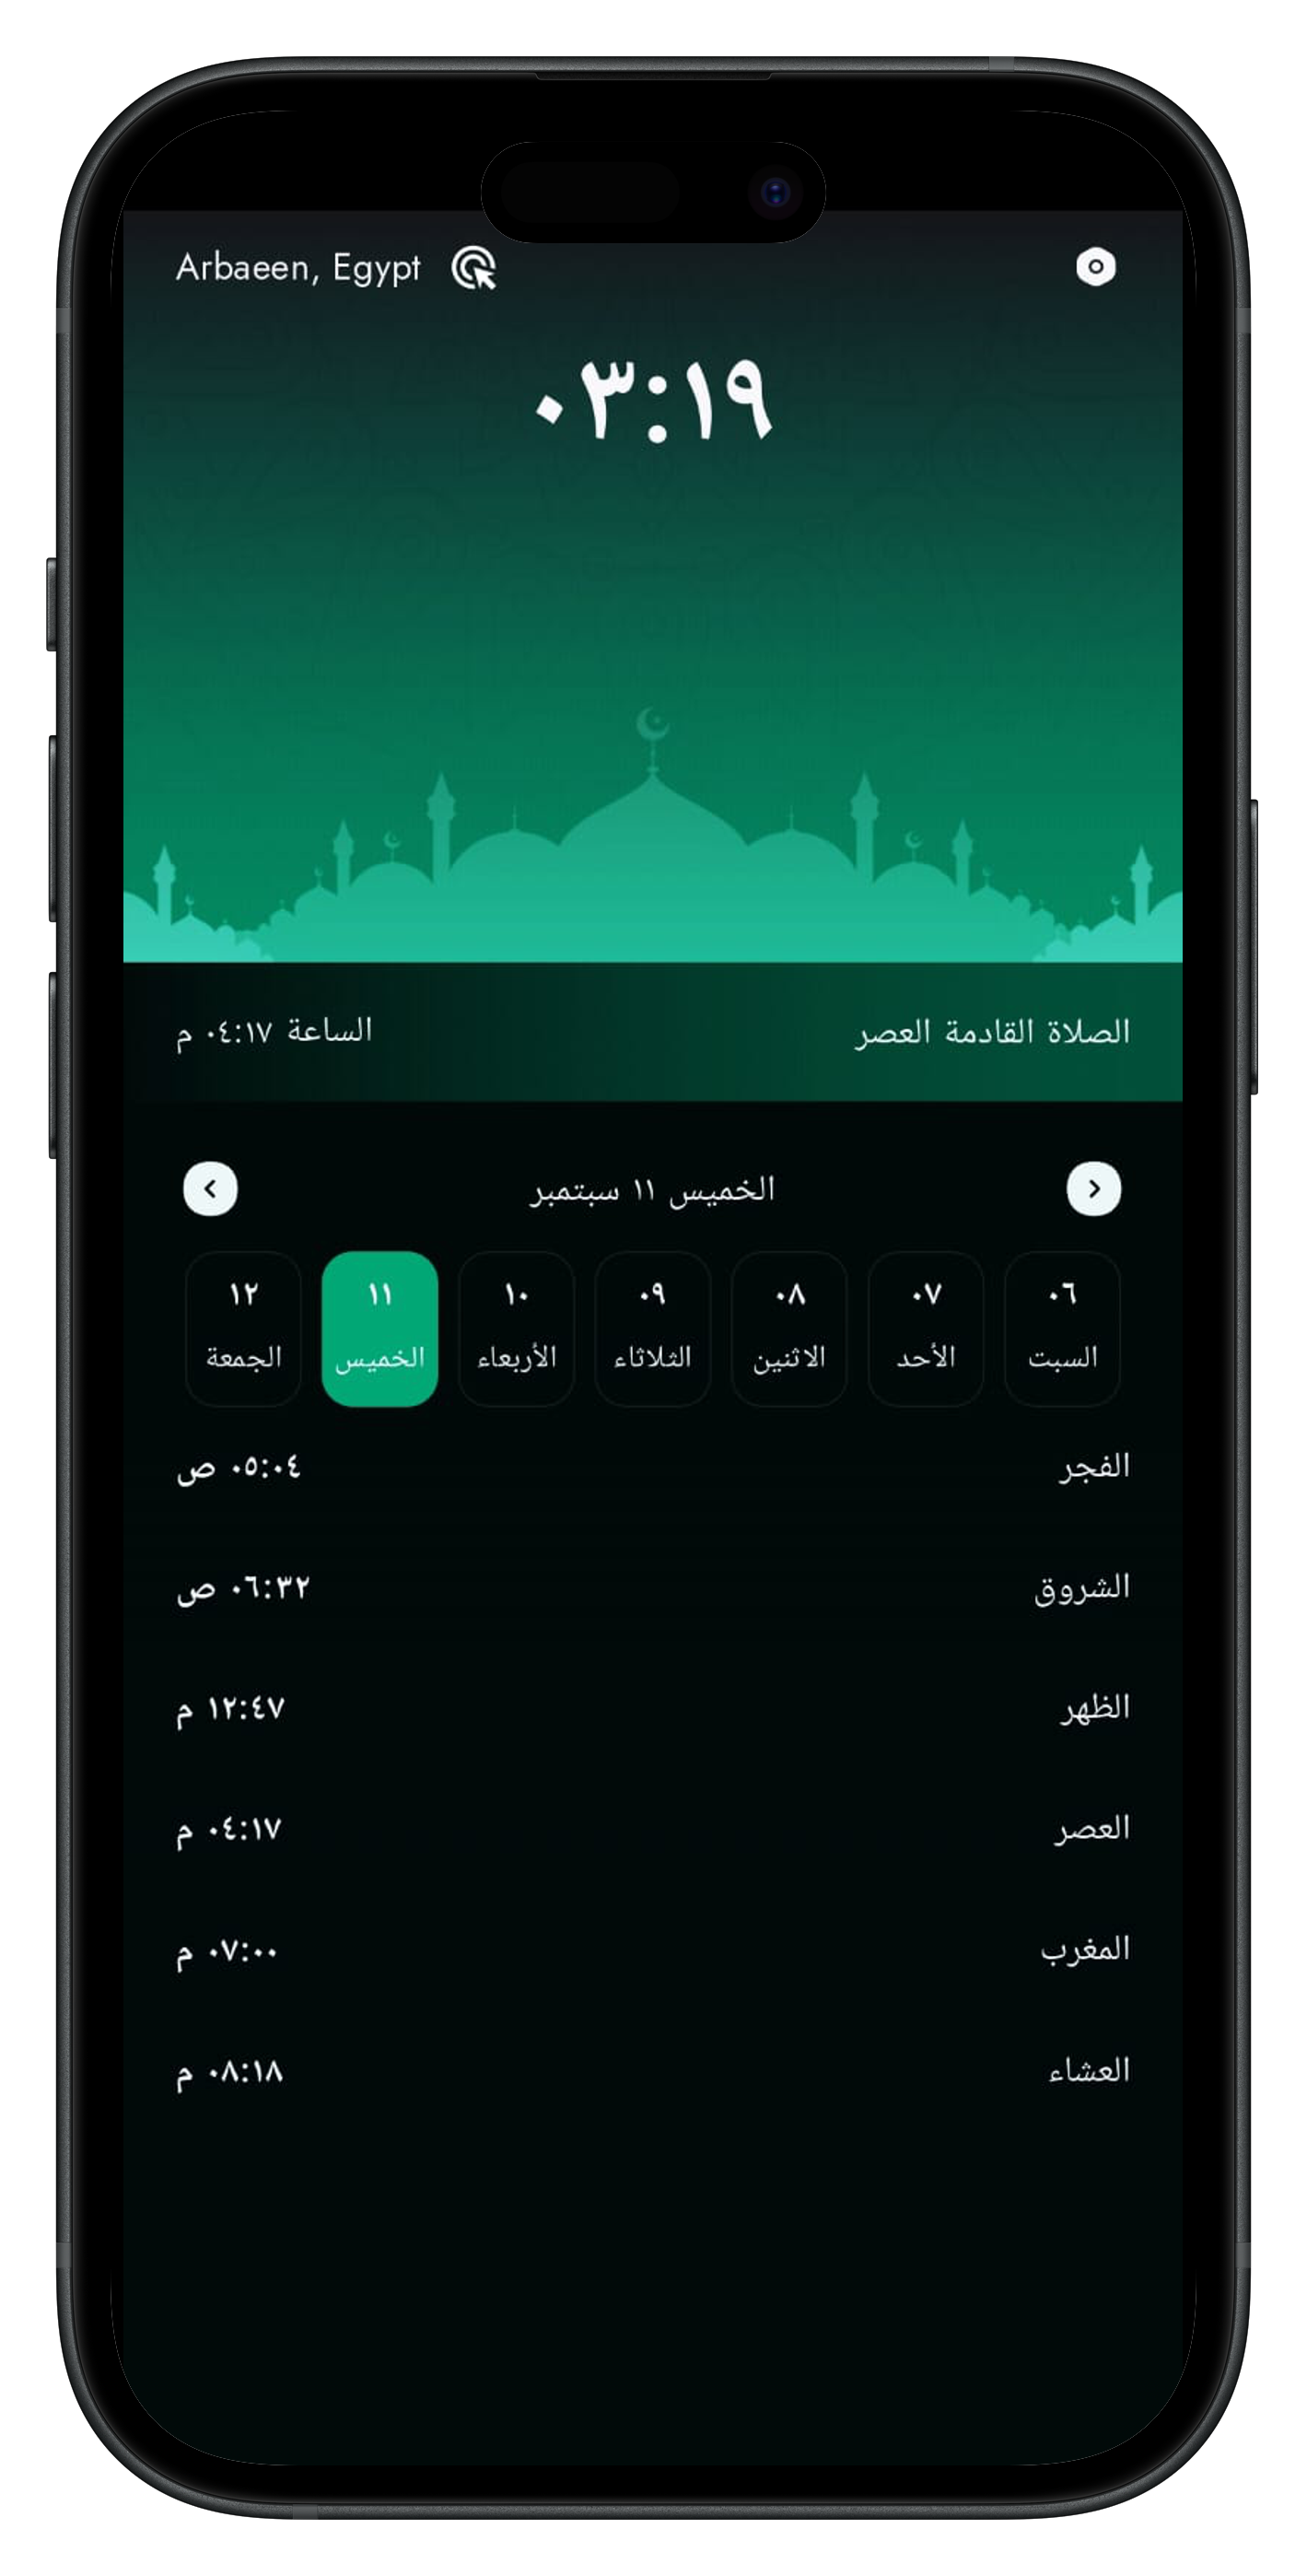 Arbaeen, Egypt
٠٣:١٩
الصلاة القادمة العصر
الساعة ٠٤:١٧ م
الخميس ١١ سبتمبر
٠٦ ٠٧ ٠٨ ٠٩ ١٠ ١١ ١٢
السبت الأحد الاثنين الثلاثاء الأربعاء الخميس الجمعة
الفجر ٠٥:٠٤ ص
الشروق ٠٦:٣٢ ص
الظهر ١٢:٤٧ م
العصر ٠٤:١٧ م
المغرب ٠٧:٠٠ م
العشاء ٠٨:١٨ م